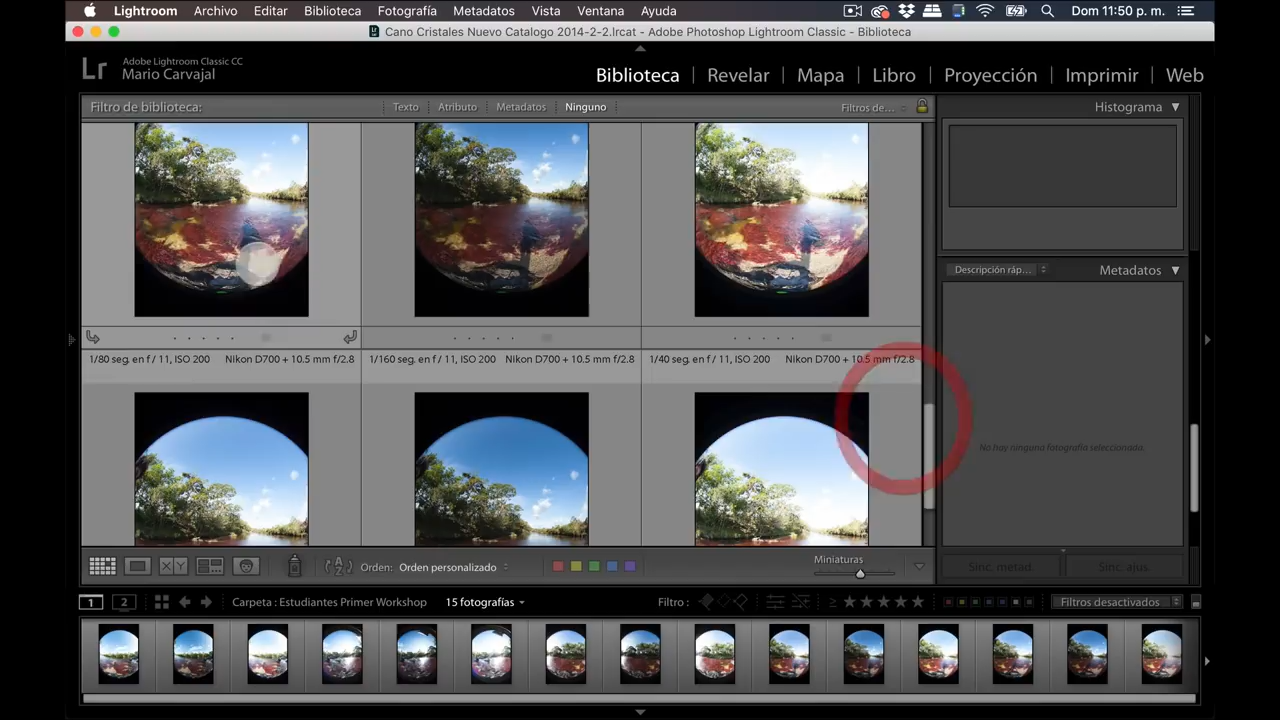 Lightroom Archivo Editar Biblioteca Fotografía Metadatos Vista Ventana Ayuda Dom 11:50 p. m.
Cano Cristales Nuevo Catalogo 2014-2-2.lrcat - Adobe Photoshop Lightroom Classic - Biblioteca
Lr
Adobe Lightroom Classic CC
Mario Carvajal
Biblioteca | Revelar | Mapa | Libro | Proyección | Imprimir | Web
Filtro de biblioteca: Texto Atributo Metadatos Ninguno Filtros de...
Histograma
Descripción ráp... Metadatos
1/80 seg. en f / 11, ISO 200 Nikon D700 + 10.5 mm f/2.8
1/160 seg. en f / 11, ISO 200 Nikon D700 + 10.5 mm f/2.8
1/40 seg. en f / 11, ISO 200 Nikon D700 + 10.5 mm f/2.8
No hay ninguna fotografía seleccionada.
XY
Orden: Orden personalizado
Miniaturas
Sinc. metad. Sinc. ajus.
1 2 Carpeta : Estudiantes Primer Workshop 15 fotografías Filtro : ≥ Filtros desactivados